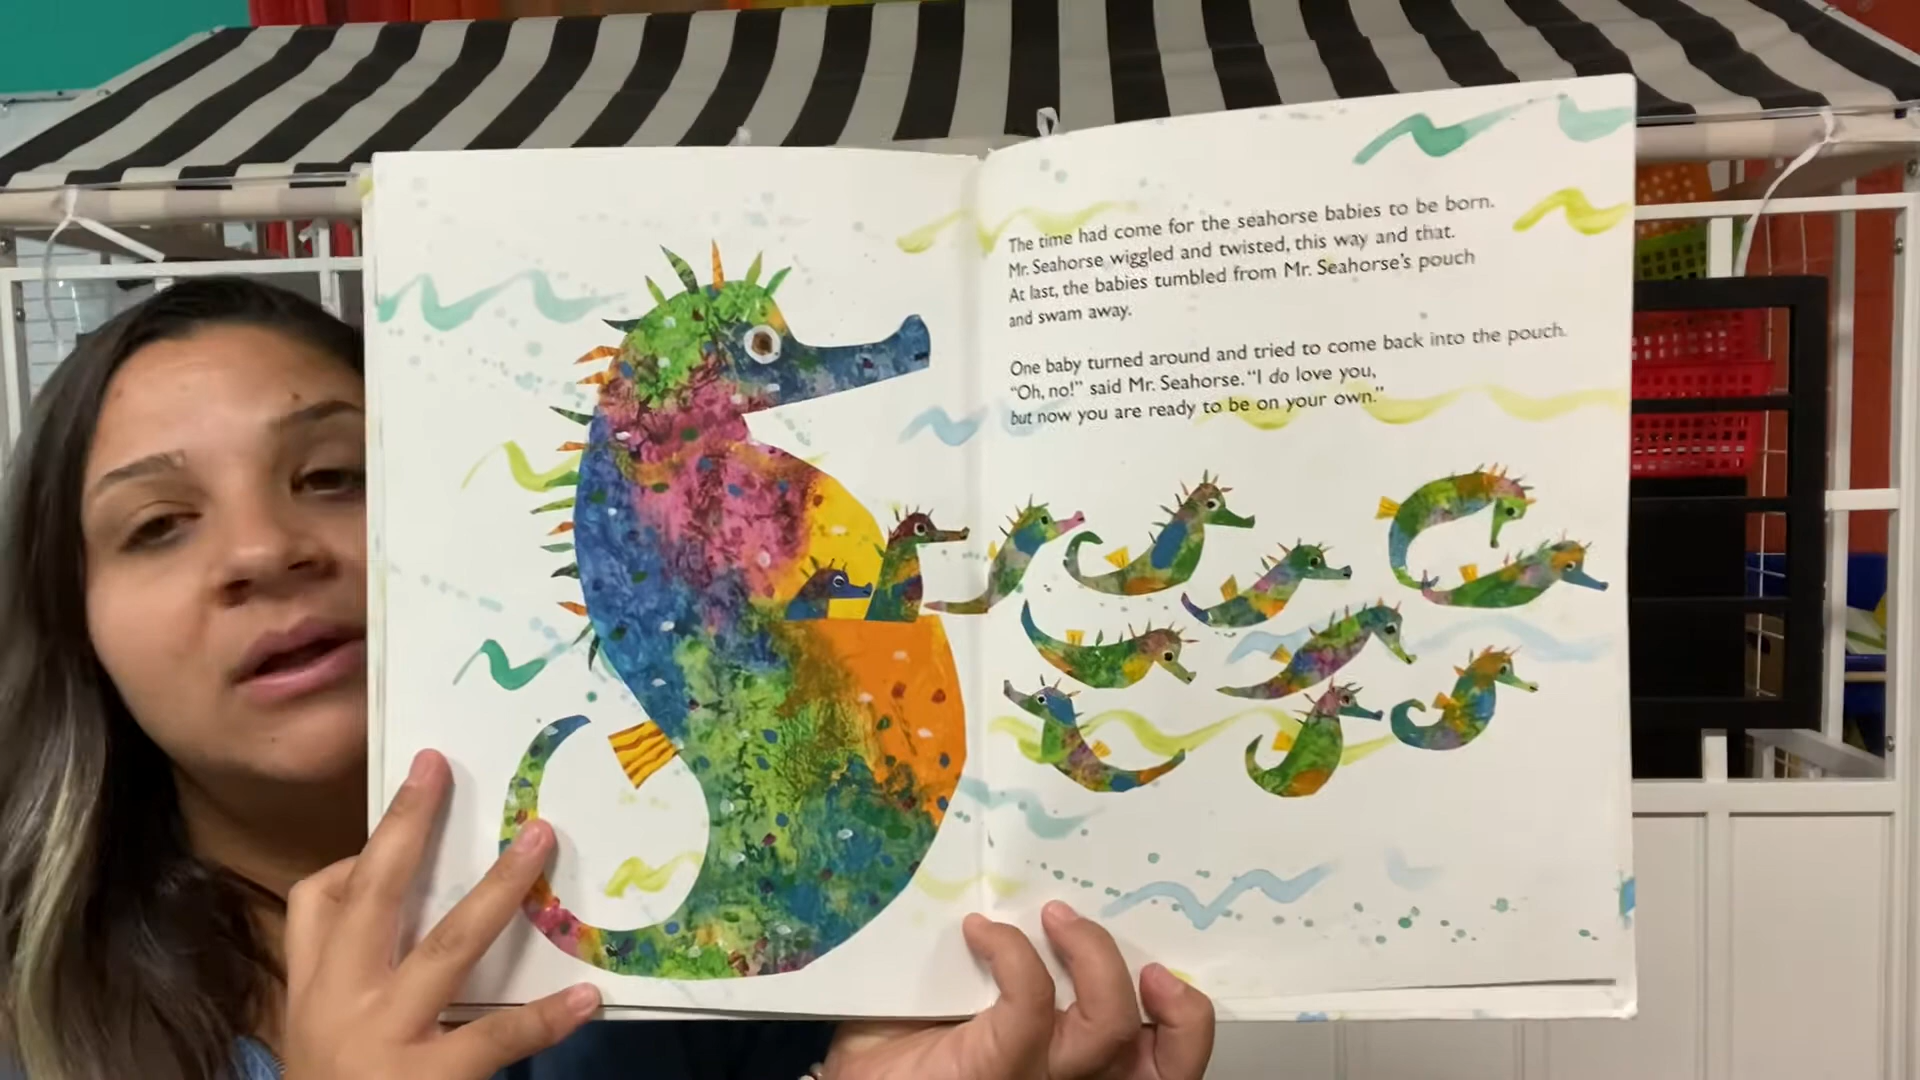 The time had come for the seahorse babies to be born.
Mr. Seahorse wiggled and twisted, this way and that.
At last, the babies tumbled from Mr. Seahorse's pouch
and swam away.
One baby turned around and tried to come back into the pouch.
"Oh, no!" said Mr. Seahorse. "I do love you,
but now you are ready to be on your own."